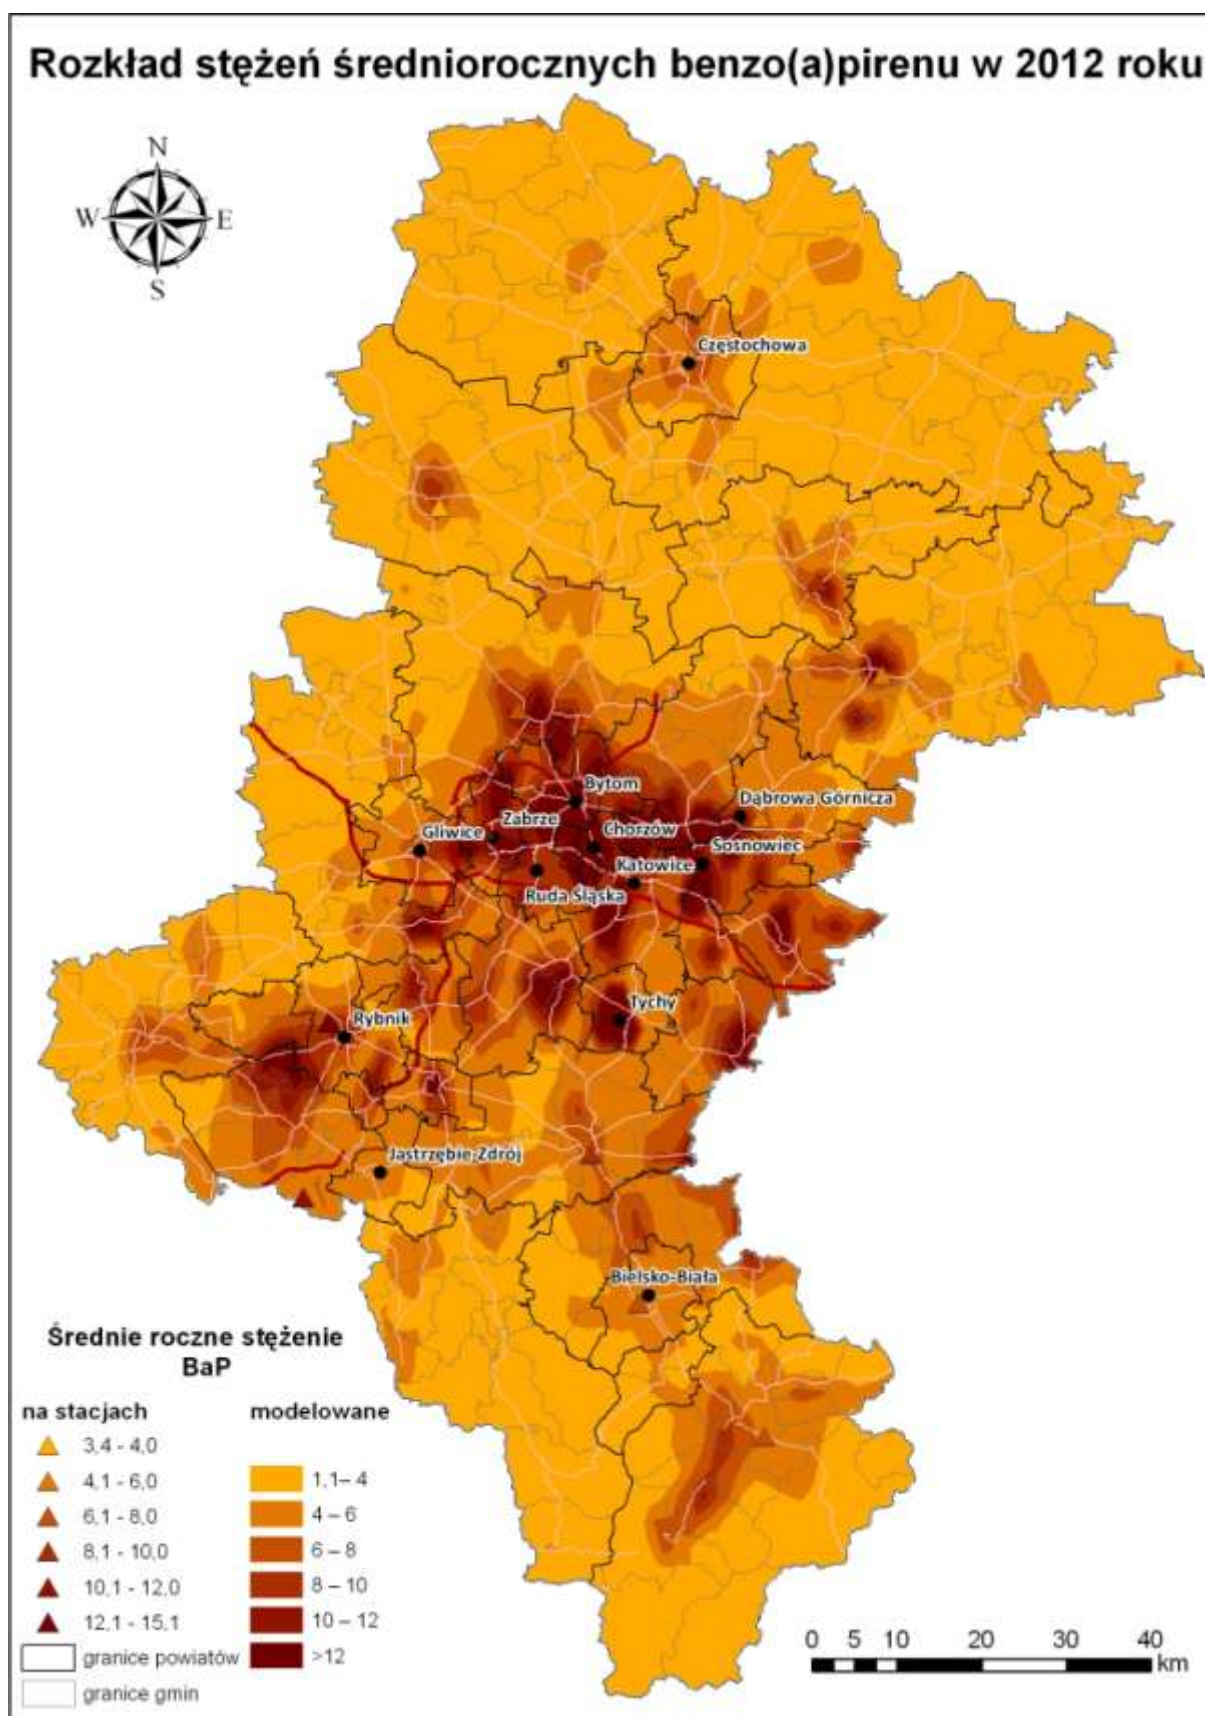 Rozkład stężeń średniorocznych benzo(a)pirenu w 2012 roku
N
W E
S
Częstochowa
Bytom
Dąbrowa Górnicza
Zabrze
Gliwice
Chorzów
Sosnowiec
Katowice
Ruda Śląska
Tychy
Rybnik
Jastrzębie-Zdrój
Bielsko-Biała
Średnie roczne stężenie
BaP
na stacjach modelowane
3,4 - 4,0 1,1– 4
4,1 - 6,0 4 – 6
6,1 - 8,0 6 – 8
8,1 - 10,0 8 – 10
10,1 - 12,0 10 – 12
12,1 - 15,1 >12
granice powiatów
granice gmin
0 5 10 20 30 40
km